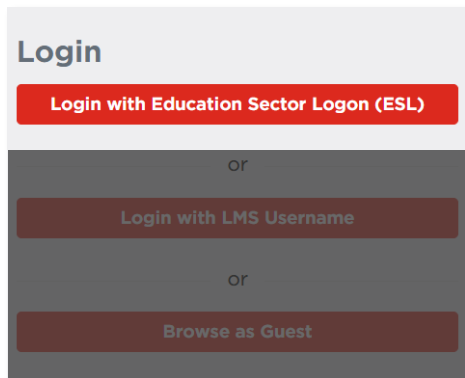 Login
Login with Education Sector Logon (ESL)
or
Login with LMS Username
or
Browse as Guest